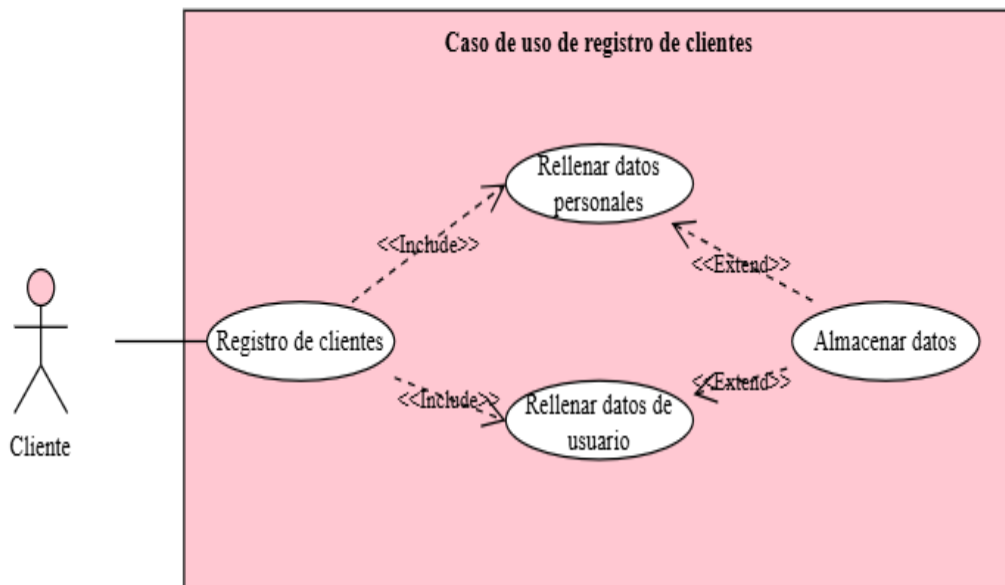 Caso de uso de registro de clientes
Rellenar datos
personales
<<Include>>
<<Extend>>
Registro de clientes
Almacenar datos
<<Include>>
<<Extend>>
Rellenar datos de
usuario
Cliente